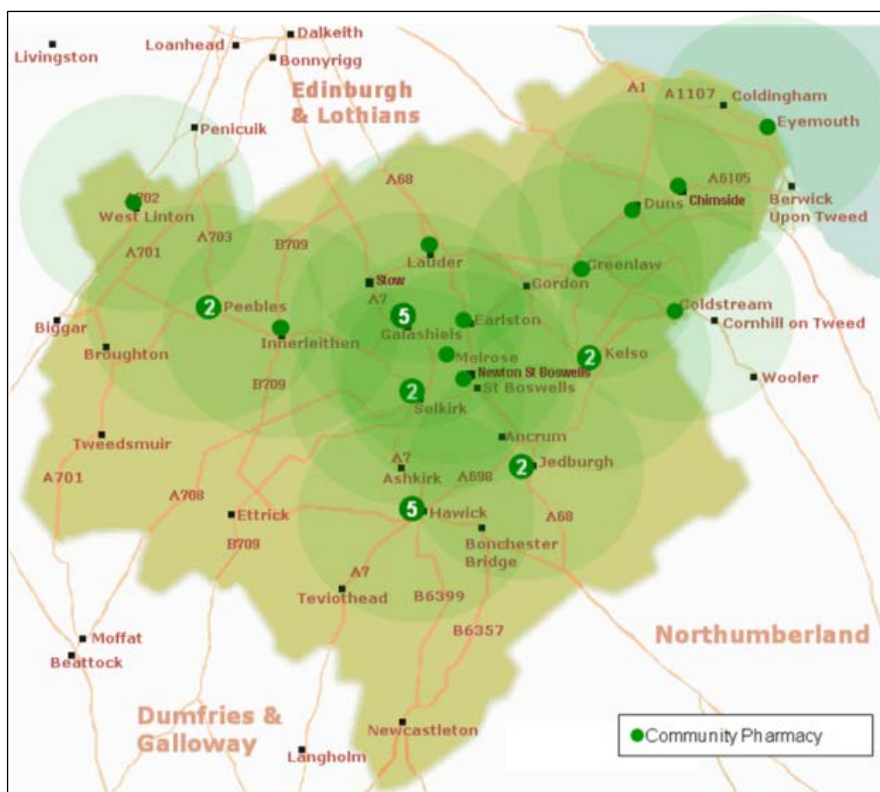 Dalkeith
Livingston
Loanhead
Bonnyrigg
Edinburgh
& Lothians
A1
A1107
Coldingham
Penicuik
Eyemouth
A68
A6105
A702
West Linton
Chirnside
Berwick
Upon Tweed
Duns
A703
B709
A701
Lauder
Greenlaw
Stow
Gordon
A7
2
Peebles
5
Galashiels
Earlston
Coldstream
Cornhill on Tweed
Biggar
Innerleithen
Broughton
Melrose
2
Kelso
Newton St Boswells
Wooler
B709
2
St Boswells
Selkirk
Tweedsmuir
Ancrum
A7
Ashkirk
A698
2
Jedburgh
A701
A708
Ettrick
5
Hawick
A68
B709
Bonchester
Bridge
A7
Teviothead
B6399
B6357
Moffat
Beattock
Northumberland
Dumfries &
Galloway
Newcastleton
Langholm
Community Pharmacy